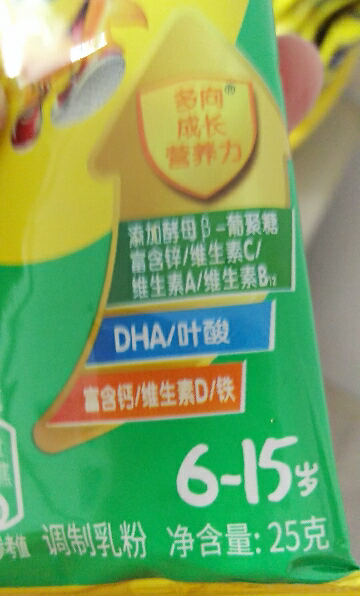 多向®
成长
营养力
添加酵母β-葡聚糖
富含锌/维生素C/
维生素A/维生素B₁₂
DHA/叶酸
富含钙/维生素D/铁
6-15岁
考值 调制乳粉 净含量: 25克